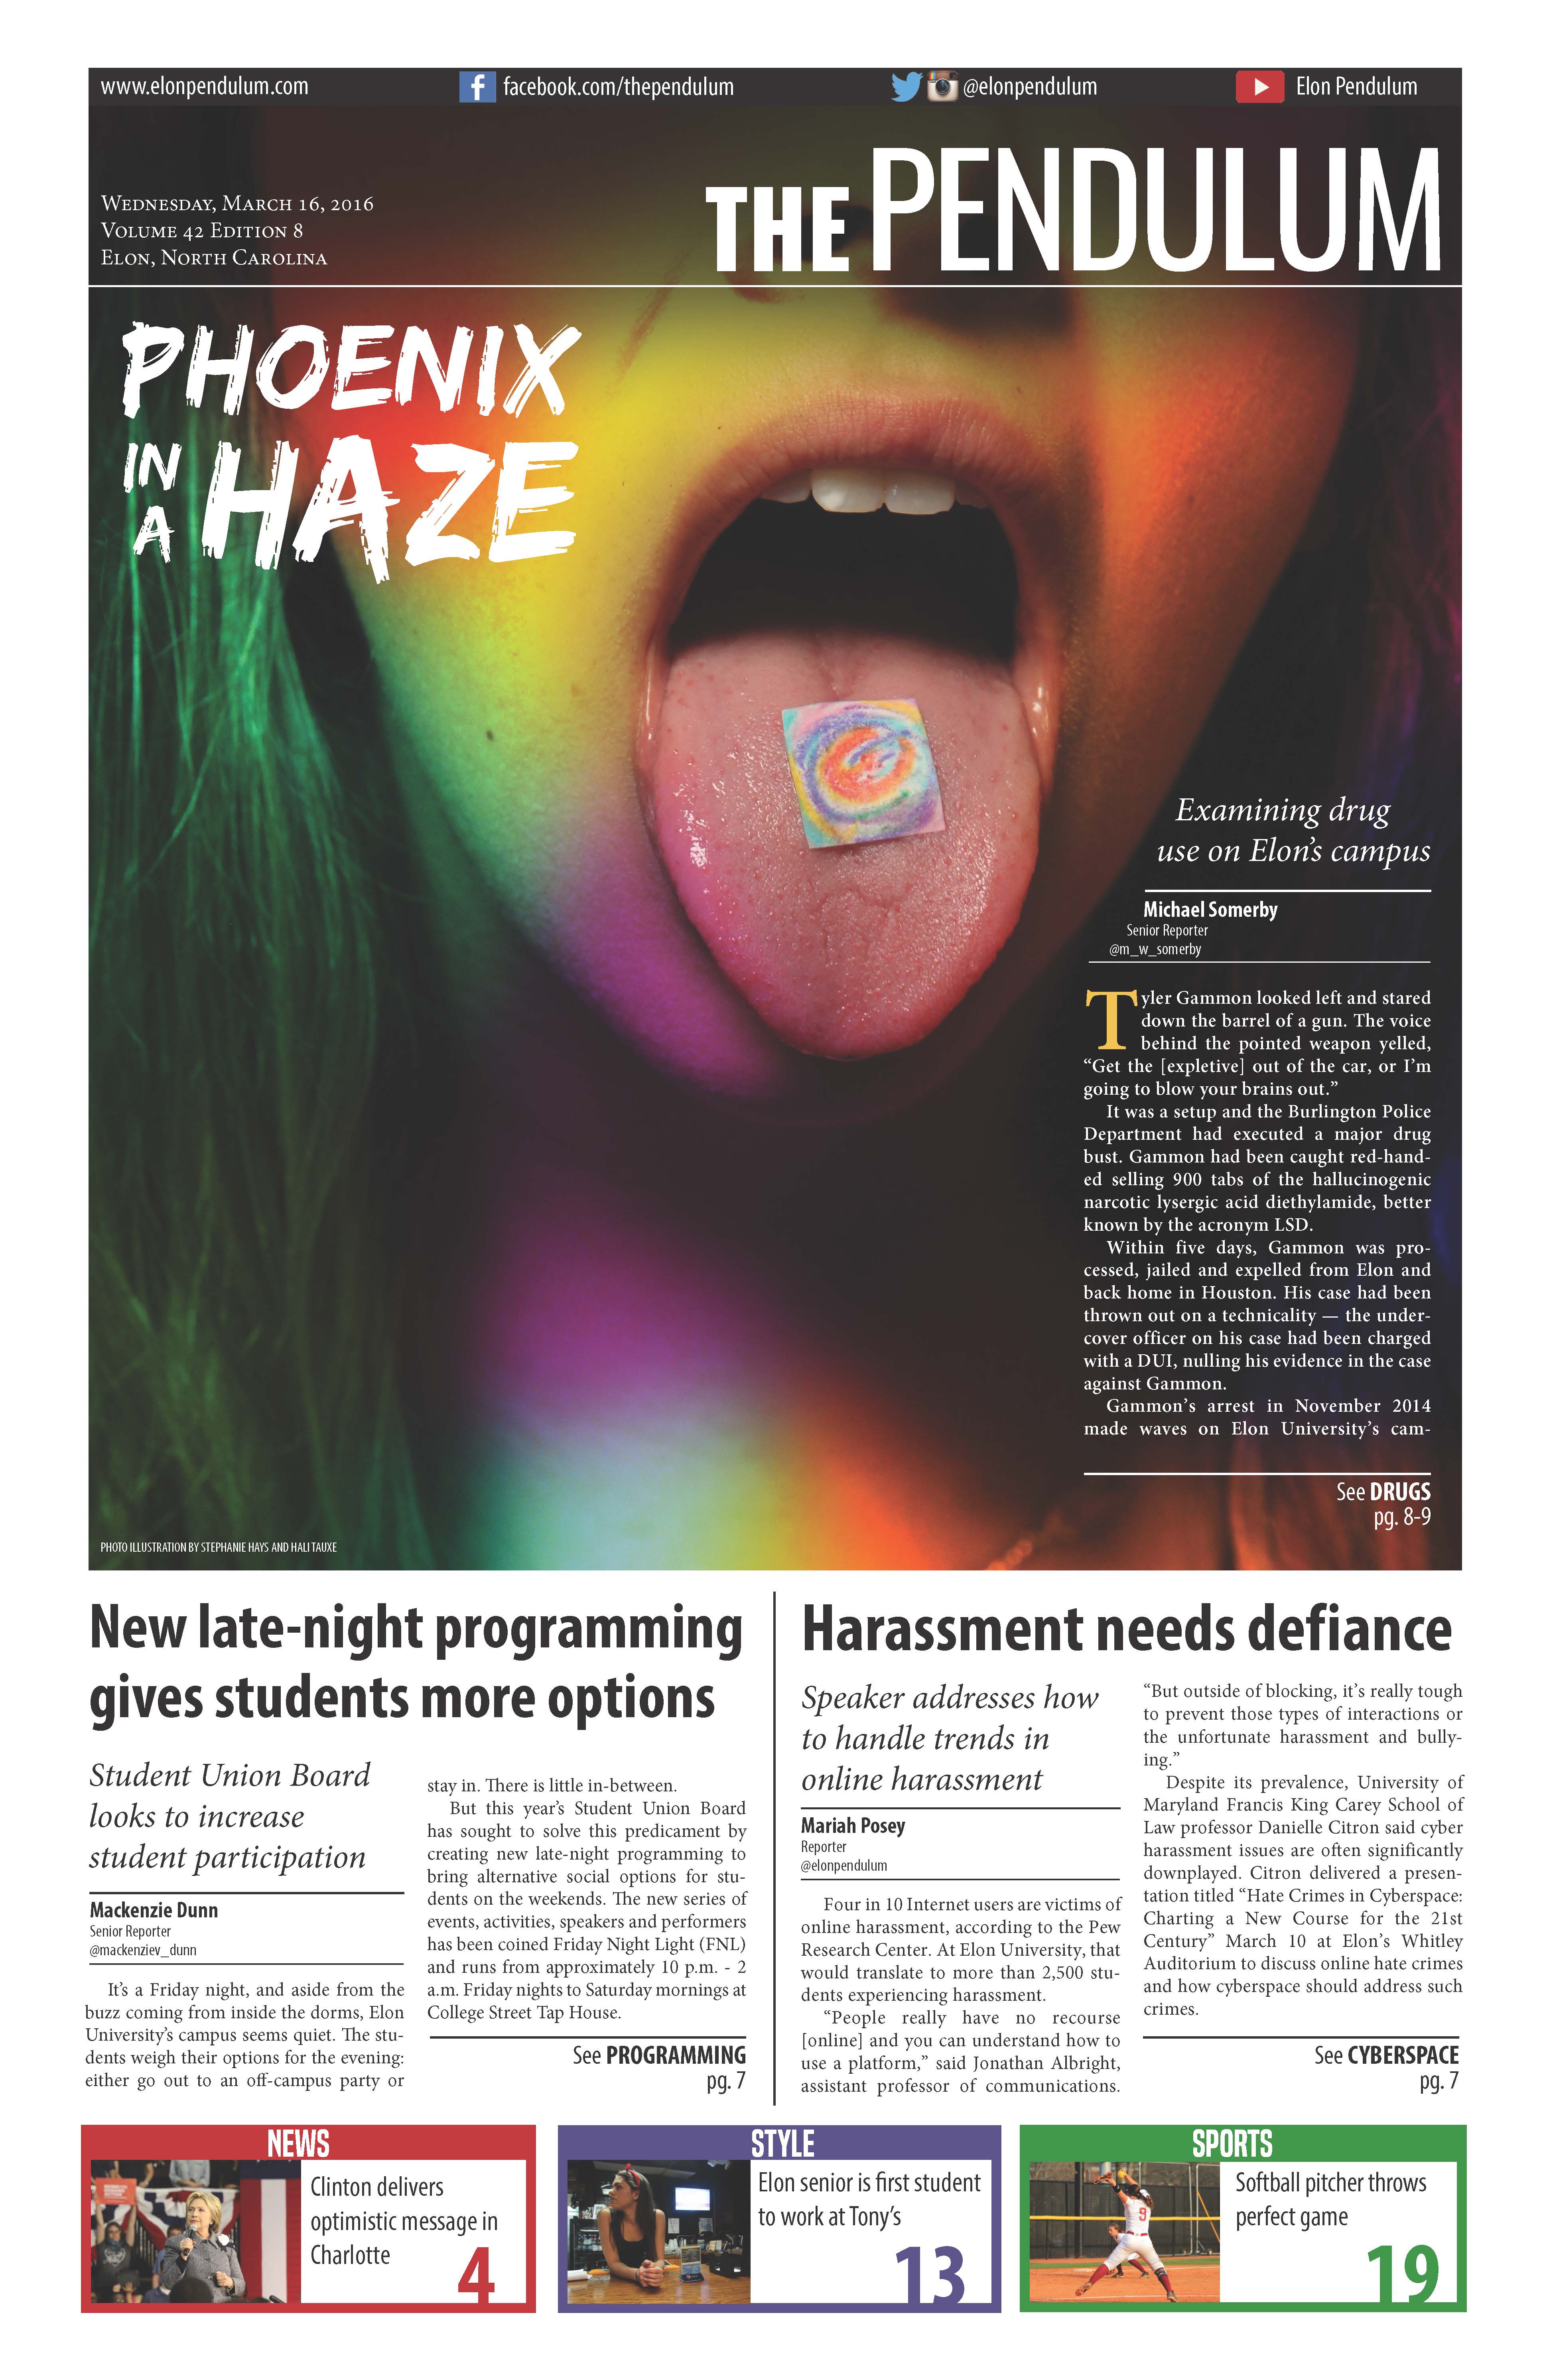 www.elonpendulum.com
facebook.com/thependulum
@elonpendulum
Elon Pendulum
Wednesday, March 16, 2016
Volume 42 Edition 8
Elon, North Carolina
THE PENDULUM
PHOENIX
IN
A HAZE
Examining drug
use on Elon's campus
Michael Somerby
Senior Reporter
@m_w_somerby
Tyler Gammon looked left and stared
down the barrel of a gun. The voice
behind the pointed weapon yelled,
“Get the [expletive] out of the car, or I’m
going to blow your brains out.”
It was a setup and the Burlington Police
Department had executed a major drug
bust. Gammon had been caught red-hand-
ed selling 900 tabs of the hallucinogenic
narcotic lysergic acid diethylamide, better
known by the acronym LSD.
Within five days, Gammon was pro-
cessed, jailed and expelled from Elon and
back home in Houston. His case had been
thrown out on a technicality — the under-
cover officer on his case had been charged
with a DUI, nulling his evidence in the case
against Gammon.
Gammon’s arrest in November 2014
made waves on Elon University’s cam-
See DRUGS
pg. 8-9
PHOTO ILLUSTRATION BY STEPHANIE HAYS AND HALI TAUXE
New late-night programming
gives students more options
Student Union Board
looks to increase
student participation
Mackenzie Dunn
Senior Reporter
@mackenziev_dunn
It’s a Friday night, and aside from the
buzz coming from inside the dorms, Elon
University’s campus seems quiet. The stu-
dents weigh their options for the evening:
either go out to an off-campus party or
stay in. There is little in-between.
But this year’s Student Union Board
has sought to solve this predicament by
creating new late-night programming to
bring alternative social options for stu-
dents on the weekends. The new series of
events, activities, speakers and performers
has been coined Friday Night Light (FNL)
and runs from approximately 10 p.m. - 2
a.m. Friday nights to Saturday mornings at
College Street Tap House.
See PROGRAMMING
pg. 7
Harassment needs defiance
Speaker addresses how
to handle trends in
online harassment
Mariah Posey
Reporter
@elonpendulum
Four in 10 Internet users are victims of
online harassment, according to the Pew
Research Center. At Elon University, that
would translate to more than 2,500 stu-
dents experiencing harassment.
“People really have no recourse
[online] and you can understand how to
use a platform,” said Jonathan Albright,
assistant professor of communications.
“But outside of blocking, it’s really tough
to prevent those types of interactions or
the unfortunate harassment and bully-
ing.”
Despite its prevalence, University of
Maryland Francis King Carey School of
Law professor Danielle Citron said cyber
harassment issues are often significantly
downplayed. Citron delivered a presen-
tation titled “Hate Crimes in Cyberspace:
Charting a New Course for the 21st
Century” March 10 at Elon’s Whitley
Auditorium to discuss online hate crimes
and how cyberspace should address such
crimes.
See CYBERSPACE
pg. 7
NEWS
Clinton delivers
optimistic message in
Charlotte
4
STYLE
Elon senior is first student
to work at Tony’s
13
SPORTS
9
Softball pitcher throws
perfect game
19